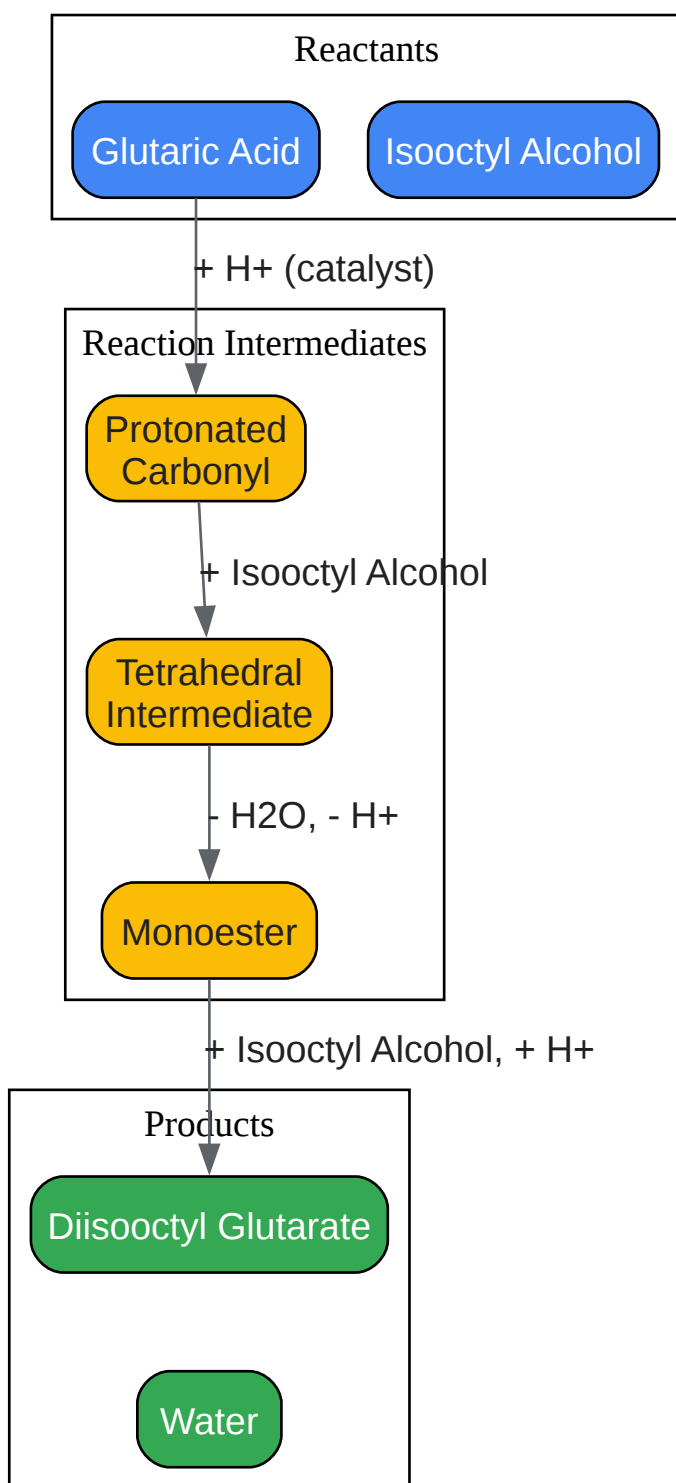 Reactants
Glutaric Acid
Isooctyl Alcohol
+ H+ (catalyst)
Reaction Intermediates
Protonated
Carbonyl
+ Isooctyl Alcohol
Tetrahedral
Intermediate
- H2O, - H+
Monoester
+ Isooctyl Alcohol, + H+
Products
Diisooctyl Glutarate
Water